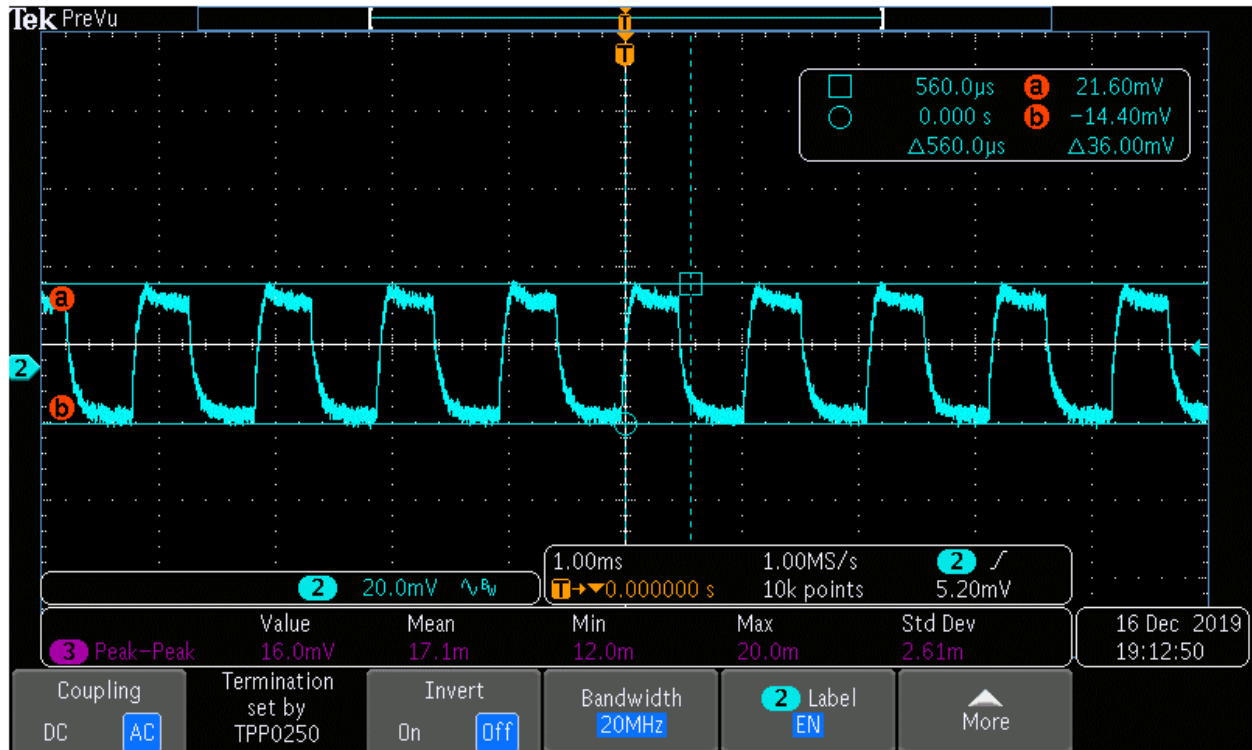 Tek PreVu
T
T
560.0μs a 21.60mV
0.000 s b −14.40mV
Δ560.0μs Δ36.00mV
a
2
b
2 20.0mV BW
1.00ms 1.00MS/s 2
T→▼0.000000 s 10k points 5.20mV
Value Mean Min Max Std Dev
3 Peak−Peak 16.0mV 17.1m 12.0m 20.0m 2.61m
16 Dec 2019
19:12:50
Coupling
DC AC
Termination
set by
TPP0250
Invert
On Off
Bandwidth
20MHz
2 Label
EN
More